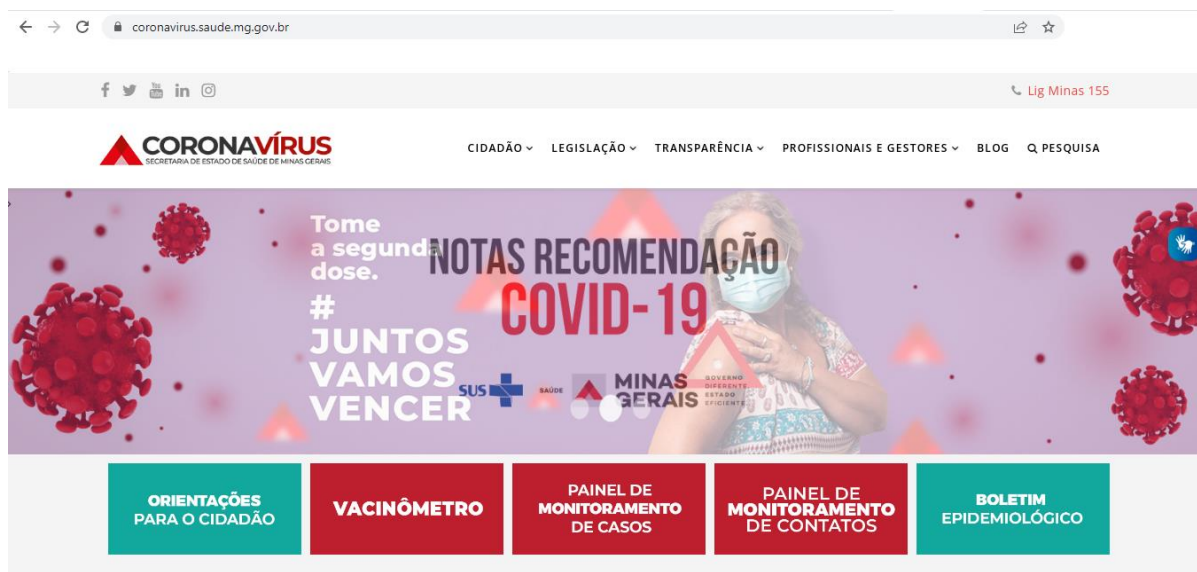 coronavirus.saude.mg.gov.br
You
Tube
Lig Minas 155
CORONAVÍRUS
SECRETARIA DE ESTADO DE SAÚDE DE MINAS GERAIS
CIDADÃO LEGISLAÇÃO TRANSPARÊNCIA PROFISSIONAIS E GESTORES BLOG PESQUISA
Tome
a segunda
dose.
#
JUNTOS
VAMOS
VENCER
NOTAS RECOMENDAÇÃO
COVID-19
SUS
SAÚDE
MINAS
GERAIS
GOVERNO
DIFERENTE.
ESTADO
EFICIENTE.
ORIENTAÇÕES
PARA O CIDADÃO
VACINÔMETRO
PAINEL DE
MONITORAMENTO
DE CASOS
PAINEL DE
MONITORAMENTO
DE CONTATOS
BOLETIM
EPIDEMIOLÓGICO